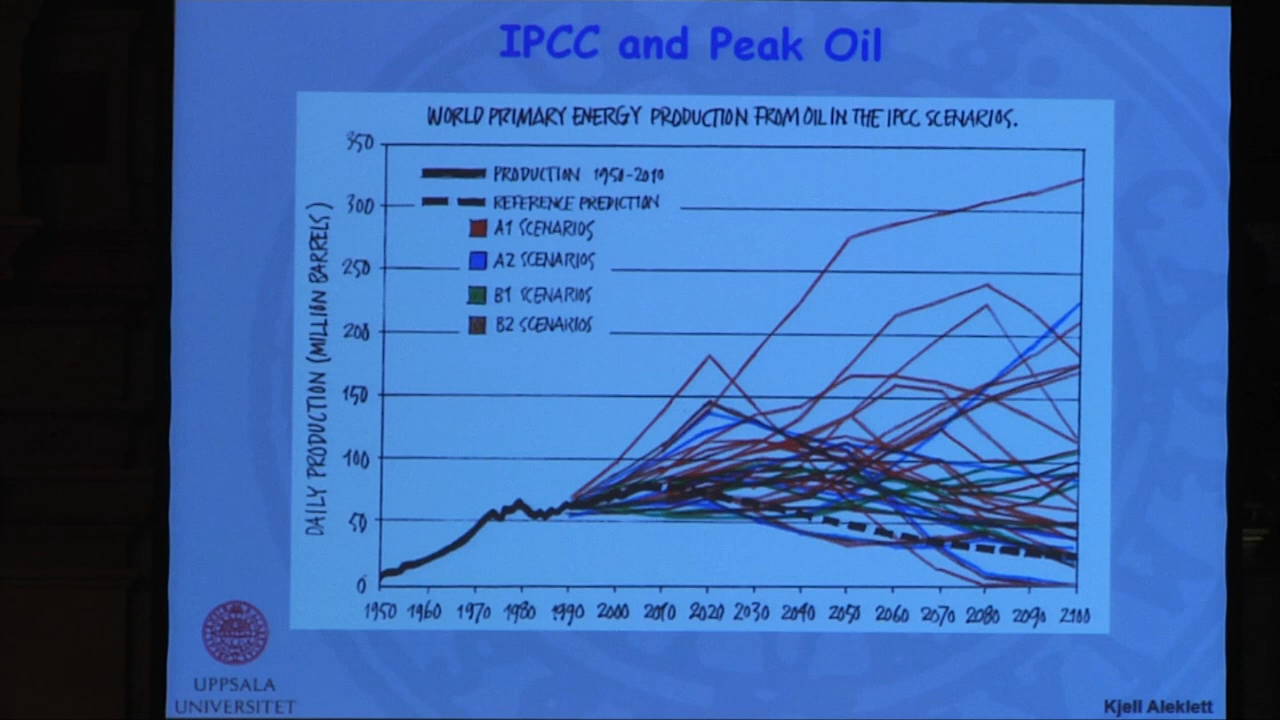 IPCC and Peak Oil
WORLD PRIMARY ENERGY PRODUCTION FROM OIL IN THE IPCC SCENARIOS.
DAILY PRODUCTION (MILLION BARRELS)
350
300
250
200
150
100
50
0
PRODUCTION 1950-2010
REFERENCE PREDICTION
A1 SCENARIOS
A2 SCENARIOS
B1 SCENARIOS
B2 SCENARIOS
1950 1960 1970 1980 1990 2000 2010 2020 2030 2040 2050 2060 2070 2080 2090 2100
UPPSALA
UNIVERSITET
Kjell Aleklett